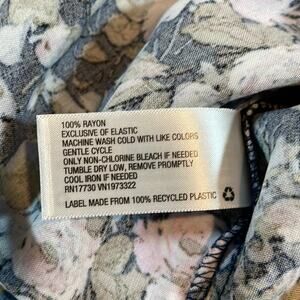 100% RAYON
EXCLUSIVE OF ELASTIC
MACHINE WASH COLD WITH LIKE COLORS
GENTLE CYCLE
ONLY NON-CHLORINE BLEACH IF NEEDED
TUMBLE DRY LOW, REMOVE PROMPTLY
COOL IRON IF NEEDED
RN17730 VN1973322
LABEL MADE FROM 100% RECYCLED PLASTIC